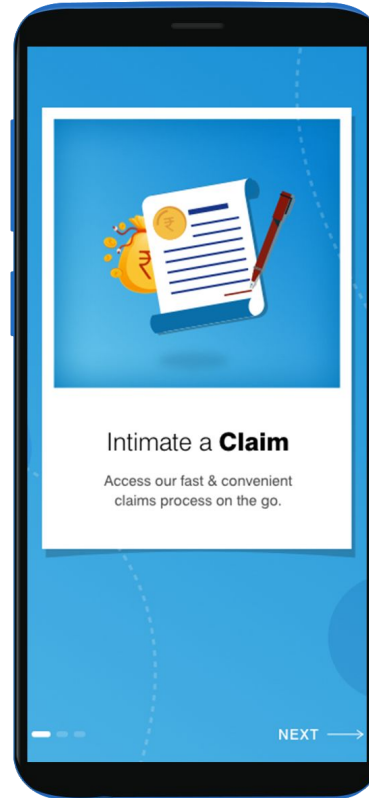 ₹
₹
Intimate a Claim
Access our fast & convenient
claims process on the go.
NEXT